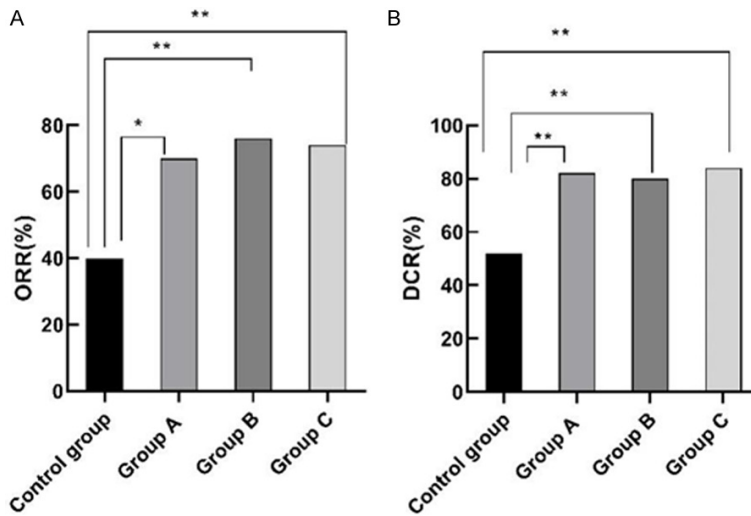 A
**
**
*
80
60
40
20
0
ORR(%)
Control group
Group A
Group B
Group C
B
**
**
**
100
80
60
40
20
0
DCR(%)
Control group
Group A
Group B
Group C